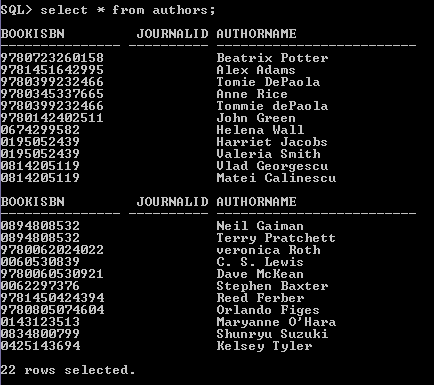 SQL> select * from authors;
BOOKISBN JOURNALID AUTHORNAME
------------- ---------- -------------------------
9780723260158 Beatrix Potter
9781451642995 Alex Adams
9780399232466 Tomie DePaola
9780345337665 Anne Rice
9780399232466 Tommie dePaola
9780142402511 John Green
0674299582 Helena Wall
0195052439 Harriet Jacobs
0195052439 Valeria Smith
0814205119 Vlad Georgescu
0814205119 Matei Calinescu
BOOKISBN JOURNALID AUTHORNAME
------------- ---------- -------------------------
0894808532 Neil Gaiman
0894808532 Terry Pratchett
9780062024022 veronica Roth
0060530839 C. S. Lewis
9780060530921 Dave McKean
0062297376 Stephen Baxter
9781450424394 Reed Ferber
9780805074604 Orlando Figes
0143123513 Maryanne O'Hara
0834800799 Shunryu Suzuki
0425143694 Kelsey Tyler
22 rows selected.